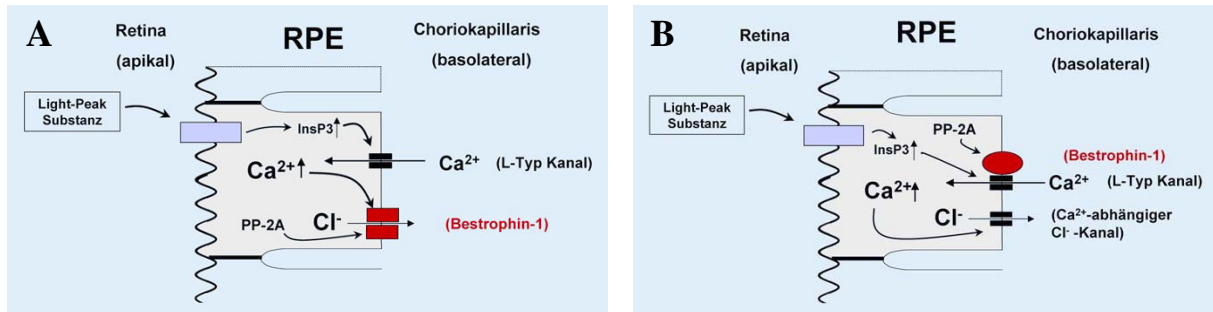 A
Retina
(apikal)
RPE
Choriokapillaris
(basolateral)
Light-Peak
Substanz
InsP3
Ca2+ (L-Typ Kanal)
Ca2+
PP-2A
Cl-
(Bestrophin-1)
B
Retina
(apikal)
RPE
Choriokapillaris
(basolateral)
Light-Peak
Substanz
PP-2A
InsP3
(Bestrophin-1)
Ca2+ (L-Typ Kanal)
Ca2+
Cl-
(Ca2+-abhängiger
Cl- -Kanal)